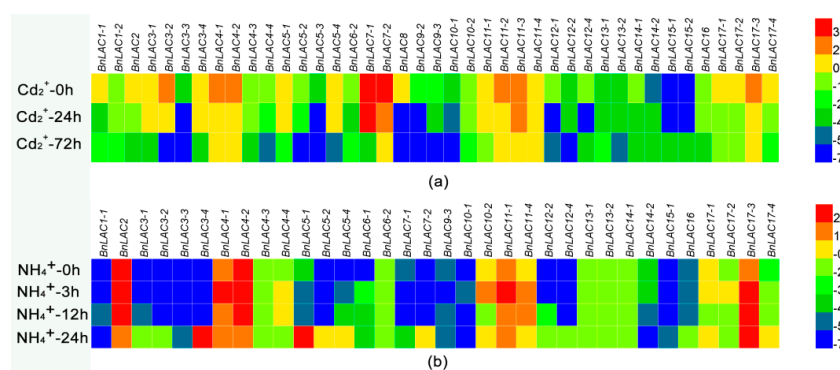 BnLAC1-1 BnLAC1-2 BnLAC2 BnLAC3-1 BnLAC3-2 BnLAC3-4 BnLAC4-1 BnLAC4-2 BnLAC4-3 BnLAC4-4 BnLAC5-1 BnLAC5-2 BnLAC5-3 BnLAC5-4 BnLAC6-2 BnLAC7-1 BnLAC7-2 BnLAC8 BnLAC9-2 BnLAC9-3 BnLAC10-1 BnLAC10-2 BnLAC11-1 BnLAC11-2 BnLAC11-3 BnLAC11-4 BnLAC12-1 BnLAC12-2 BnLAC12-4 BnLAC13-1 BnLAC13-2 BnLAC14-1 BnLAC14-2 BnLAC15-1 BnLAC15-2 BnLAC16 BnLAC17-1 BnLAC17-2 BnLAC17-3 BnLAC17-4
Cd₂⁺-0h
Cd₂⁺-24h
Cd₂⁺-72h
(a)
BnLAC1-1 BnLAC2 BnLAC3-1 BnLAC3-2 BnLAC3-3 BnLAC3-4 BnLAC4-1 BnLAC4-2 BnLAC4-3 BnLAC4-4 BnLAC5-1 BnLAC5-2 BnLAC5-4 BnLAC6-1 BnLAC6-2 BnLAC7-1 BnLAC7-2 BnLAC9-3 BnLAC10-1 BnLAC10-2 BnLAC11-1 BnLAC11-4 BnLAC12-2 BnLAC12-4 BnLAC13-1 BnLAC13-2 BnLAC14-1 BnLAC14-2 BnLAC15-1 BnLAC16 BnLAC17-1 BnLAC17-2 BnLAC17-3 BnLAC17-4
NH₄⁺-0h
NH₄⁺-3h
NH₄⁺-12h
NH₄⁺-24h
(b)